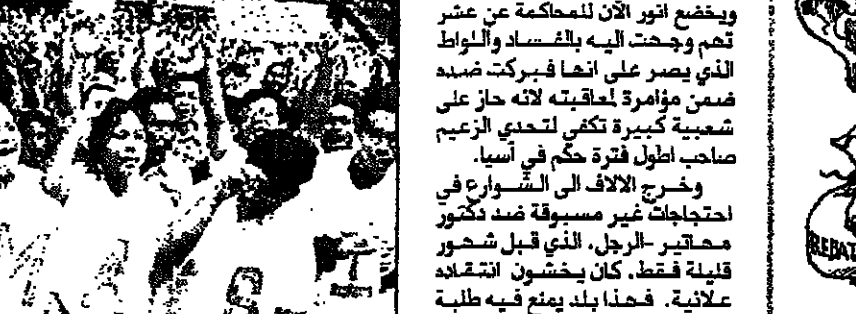 ويخضع انور الآن للمحاكمة عن عشر
تهم وجهت اليه بالفساد واللواط
الذي يصر على انها فبركت ضده
ضمن مؤامرة لمعاقبته لانه حاز على
شعبية كبيرة تكفي لتحدي الزعيم
صاحب اطول فترة حكم في آسيا.
وخرج الالاف الى الشوارع في
احتجاجات غير مسبوقة ضد دكتور
مهاتير -الرجل، الذي قبل شهور
قليلة فقط، كان يخشون انتقاده
علانية. فهذا بلد يمنع فيه طلبة
REBAT